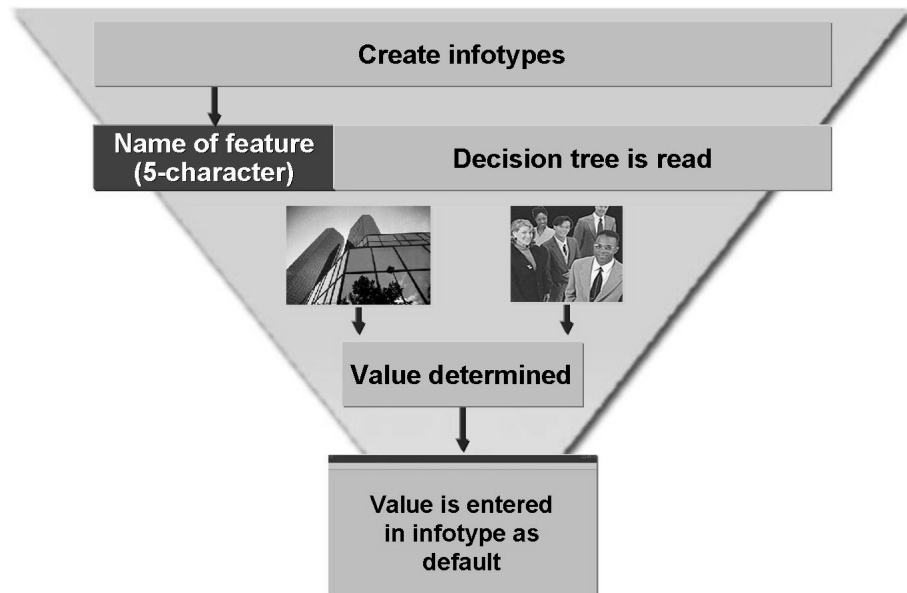 Create infotypes
Name of feature
(5-character)
Decision tree is read
Value determined
Value is entered
in infotype as
default